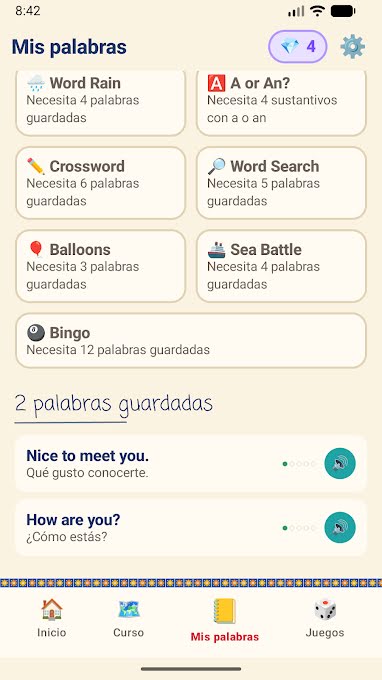 8:42
Mis palabras
4
Word Rain
Necesita 4 palabras
guardadas
A A or An?
Necesita 4 sustantivos
con a o an
Crossword
Necesita 6 palabras
guardadas
Word Search
Necesita 5 palabras
guardadas
Balloons
Necesita 3 palabras
guardadas
Sea Battle
Necesita 4 palabras
guardadas
8 Bingo
Necesita 12 palabras guardadas
2 palabras guardadas
Nice to meet you.
Qué gusto conocerte.
How are you?
¿Cómo estás?
Inicio
Curso
Mis palabras
Juegos